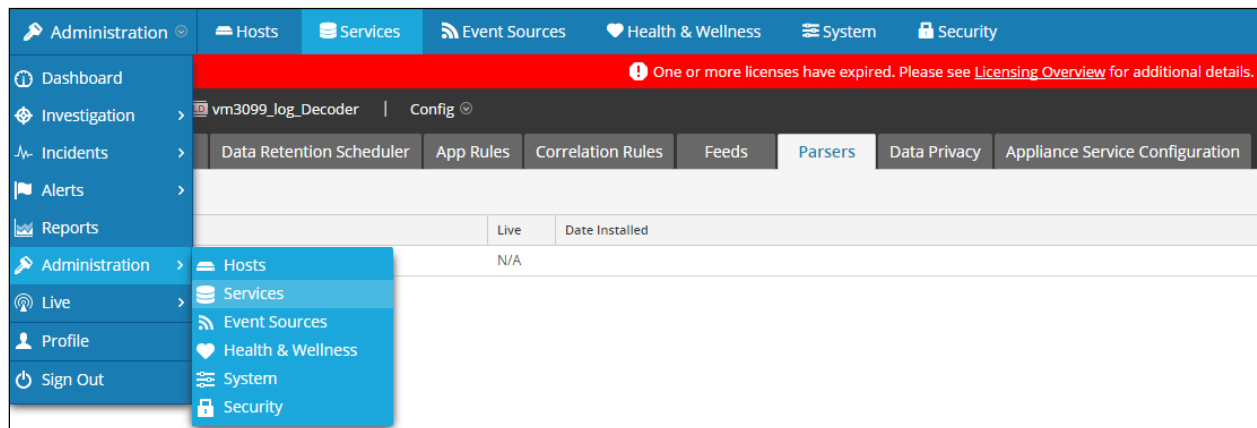 Administration Hosts Services Event Sources Health & Wellness System Security
One or more licenses have expired. Please see Licensing Overview for additional details.
vm3099_log_Decoder | Config
Data Retention Scheduler App Rules Correlation Rules Feeds Parsers Data Privacy Appliance Service Configuration
Live Date Installed
N/A
Dashboard
Investigation
Incidents
Alerts
Reports
Administration
Live
Profile
Sign Out
Hosts
Services
Event Sources
Health & Wellness
System
Security